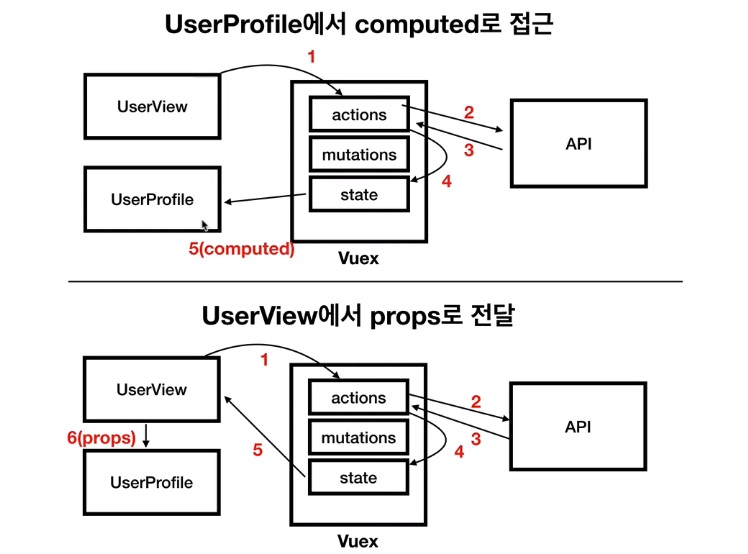 UserProfile에서 computed로 접근
1
UserView
actions
2
3
API
mutations
4
UserProfile
state
5(computed)
Vuex
UserView에서 props로 전달
1
UserView
actions
2
3
API
6(props)
mutations
5
4
UserProfile
state
Vuex